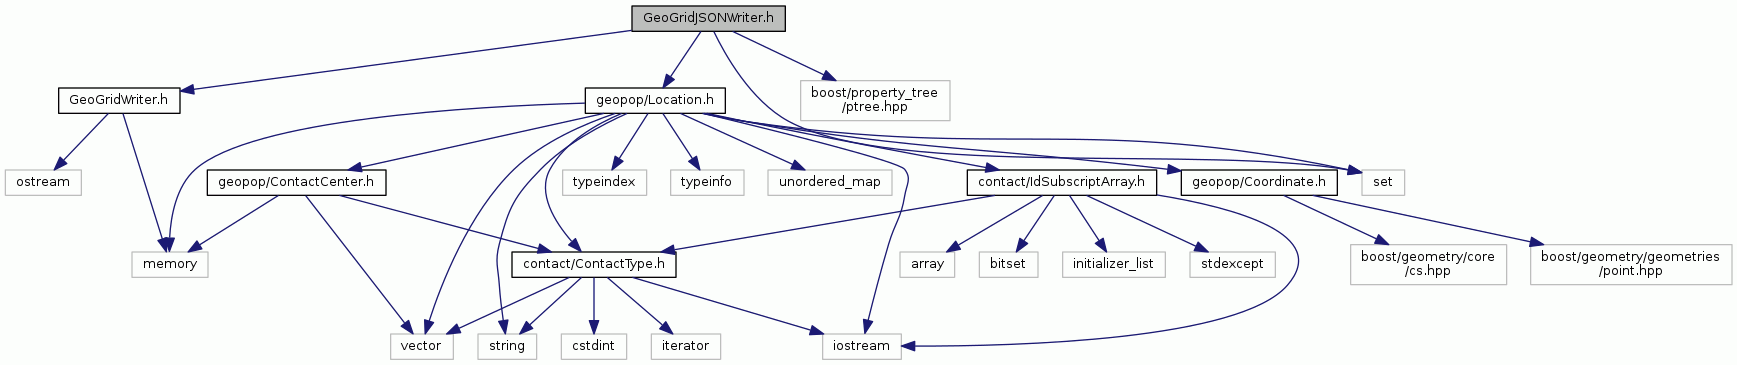 GeoGridJSONWriter.h
GeoGridWriter.h
geopop/Location.h
boost/property_tree
/ptree.hpp
ostream
geopop/ContactCenter.h
typeindex
typeinfo
unordered_map
contact/IdSubscriptArray.h
geopop/Coordinate.h
set
memory
contact/ContactType.h
array
bitset
initializer_list
stdexcept
boost/geometry/core
/cs.hpp
boost/geometry/geometries
/point.hpp
vector
string
cstdint
iterator
iostream